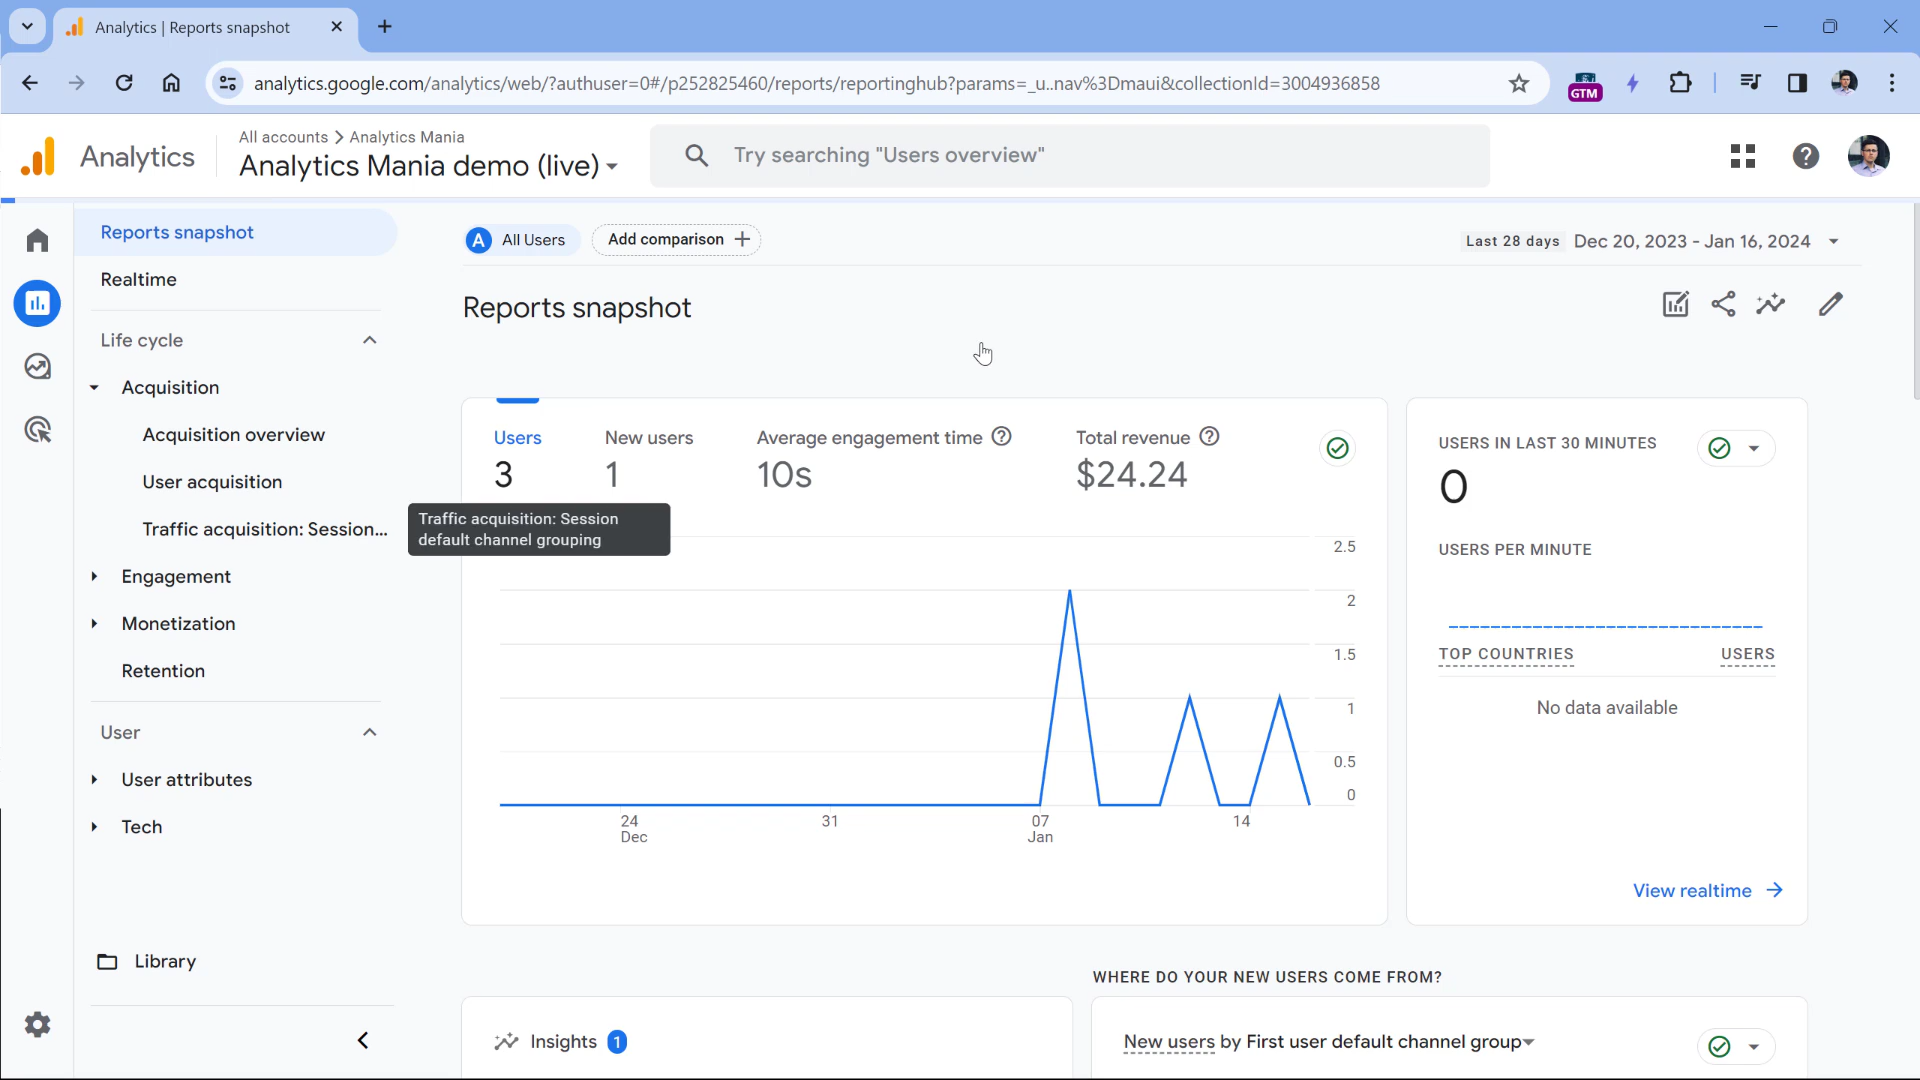 Analytics | Reports snapshot
analytics.google.com/analytics/web/?authuser=0#/p252825460/reports/reportinghub?params=_u..nav%3Dmaui&collectionId=3004936858
GTM
Analytics
All accounts > Analytics Mania
Analytics Mania demo (live)
Try searching "Users overview"
Reports snapshot
Realtime
Life cycle
Acquisition
Acquisition overview
User acquisition
Traffic acquisition: Session...
Engagement
Monetization
Retention
User
User attributes
Tech
Library
A All Users
Add comparison +
Last 28 days Dec 20, 2023 - Jan 16, 2024
Reports snapshot
Users
3
New users
1
Average engagement time
10s
Total revenue
$24.24
Traffic acquisition: Session
default channel grouping
2.5
2
1.5
1
0.5
0
24
Dec
31
07
Jan
14
USERS IN LAST 30 MINUTES
0
USERS PER MINUTE
TOP COUNTRIES USERS
No data available
View realtime
Insights 1
WHERE DO YOUR NEW USERS COME FROM?
New users by First user default channel group